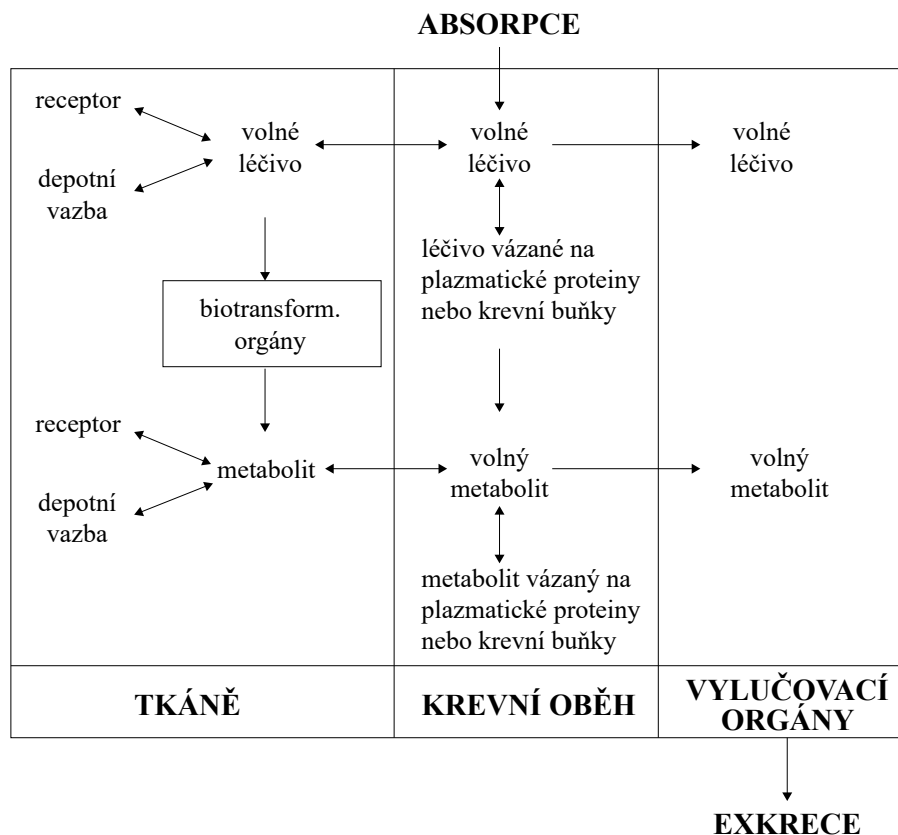 ABSORPCE
receptor
depotní
vazba
volné
léčivo
volné
léčivo
volné
léčivo
léčivo vázané na
plazmatické proteiny
nebo krevní buňky
biotransform.
orgány
receptor
depotní
vazba
metabolit
volný
metabolit
volný
metabolit
metabolit vázaný na
plazmatické proteiny
nebo krevní buňky
TKÁNĚ
KREVNÍ OBĚH
VYLUČOVACÍ
ORGÁNY
EXKRECE